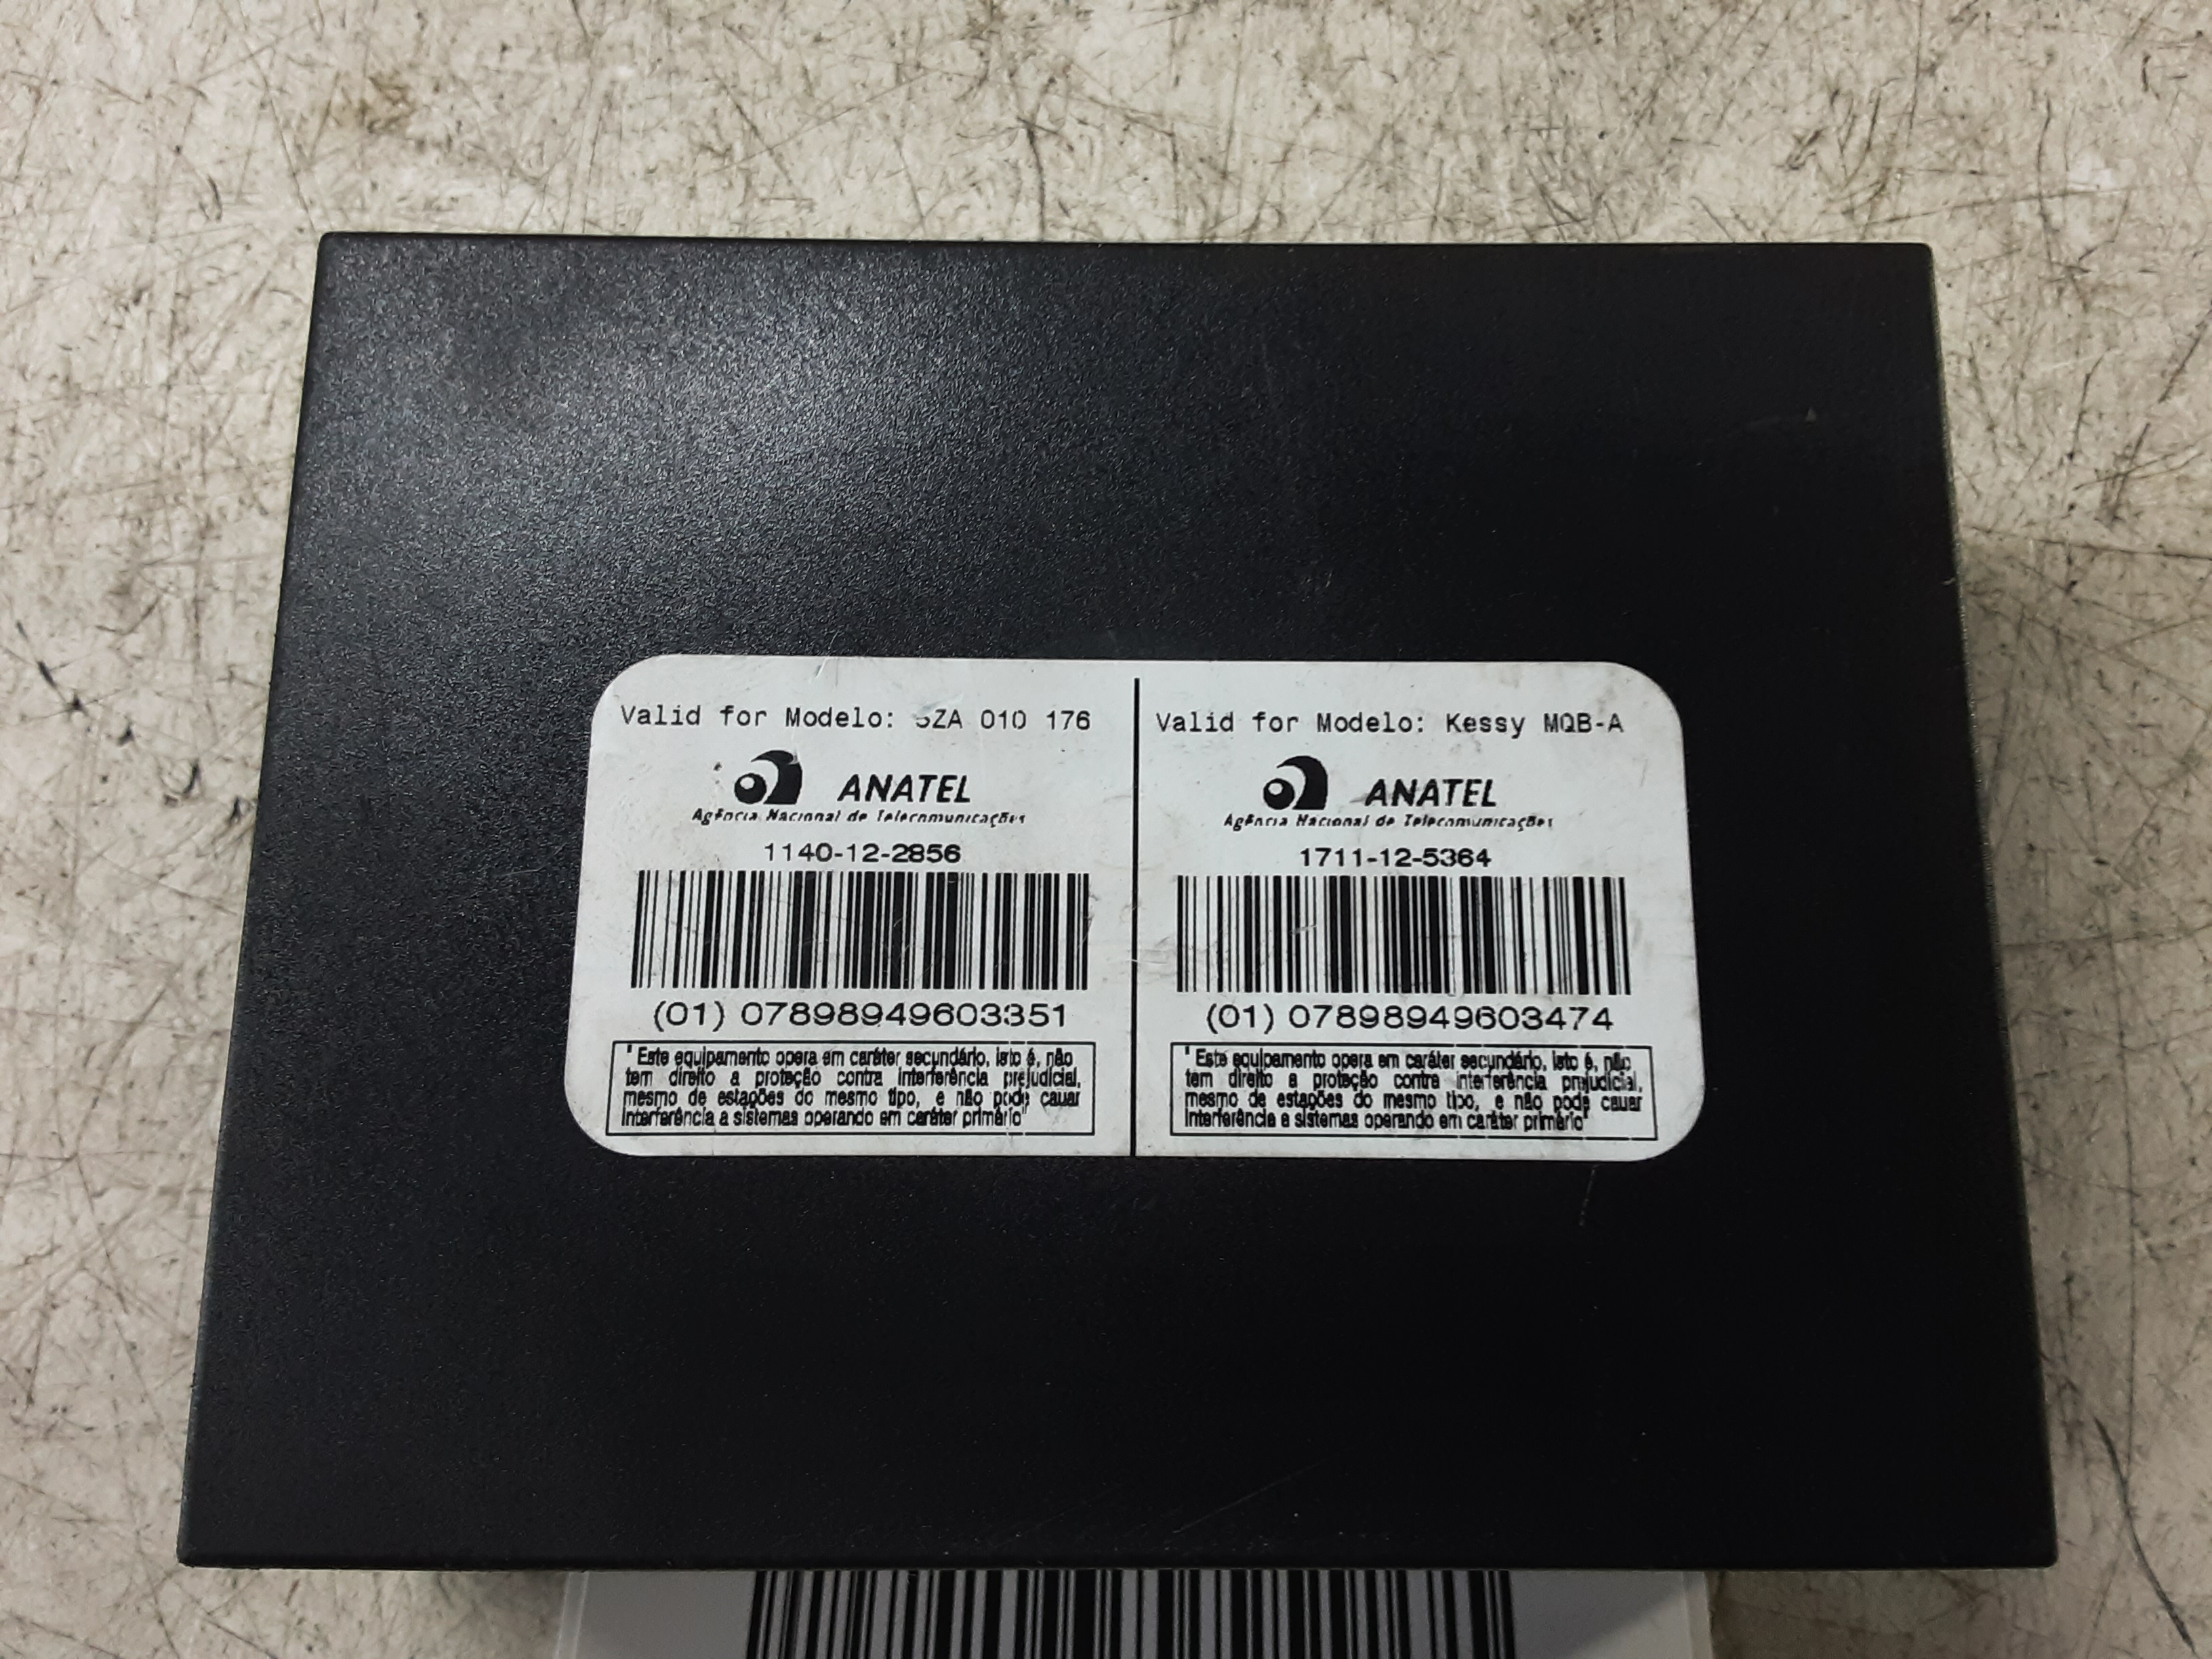 Valid for Modelo: 5ZA 010 176
ANATEL
Agência Nacional de Telecomunicações
1140-12-2856
(01) 07898949603351
"Este equipamento opera em caráter secundário, isto é, não
tem direito a proteção contra interferência prejudicial,
mesmo de estações do mesmo tipo, e não pode cauar
interferência a sistemas operando em caráter primário"
Valid for Modelo: Kessy MQB-A
ANATEL
Agência Nacional de Telecomunicações
1711-12-5364
(01) 07898949603474
"Este equipamento opera em caráter secundário, isto é, não
tem direito a proteção contra interferência prejudicial,
mesmo de estações do mesmo tipo, e não pode cauar
interferência a sistemas operando em caráter primário"